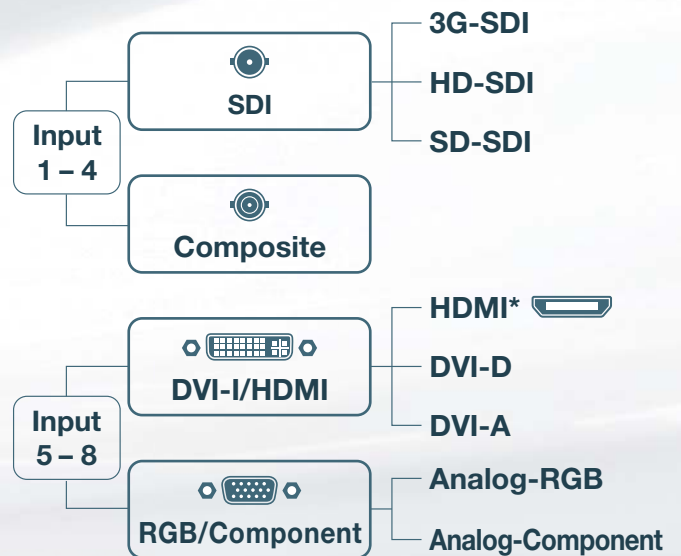 3G-SDI
SDI
HD-SDI
Input
1 – 4
SD-SDI
Composite
HDMI*
DVI-I/HDMI
DVI-D
Input
5 – 8
DVI-A
RGB/Component
Analog-RGB
Analog-Component